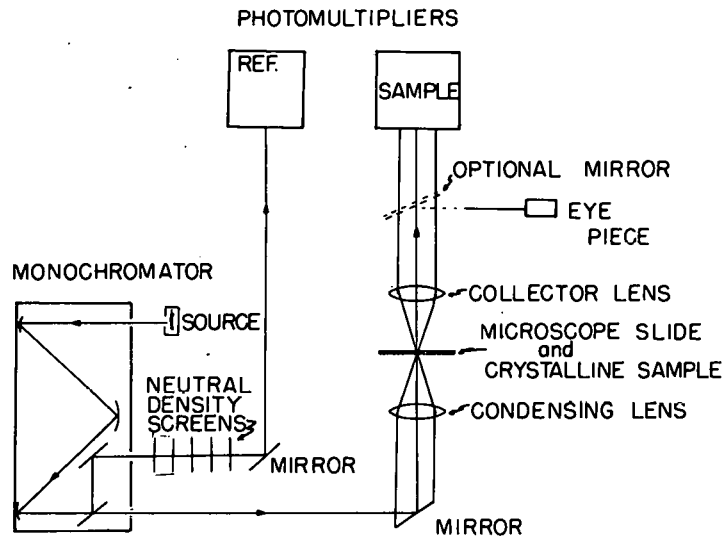 PHOTOMULTIPLIERS
REF.
SAMPLE
OPTIONAL MIRROR
EYE
PIECE
MONOCHROMATOR
SOURCE
COLLECTOR LENS
MICROSCOPE SLIDE
and
CRYSTALLINE SAMPLE
NEUTRAL
DENSITY
SCREENS
CONDENSING LENS
MIRROR
MIRROR